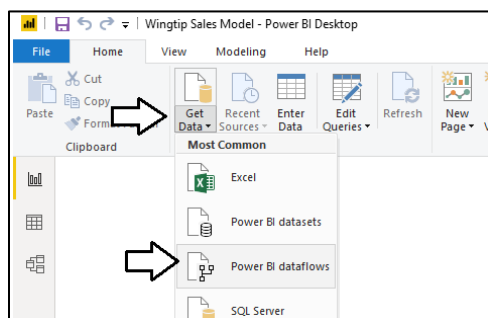 Wingtip Sales Model - Power BI Desktop
File Home View Modeling Help
Cut
Copy
Paste
Get Data
Recent Sources
Enter Data
Edit Queries
Refresh
New Page
Clipboard
Most Common
Excel
Power BI datasets
Power BI dataflows
SQL Server